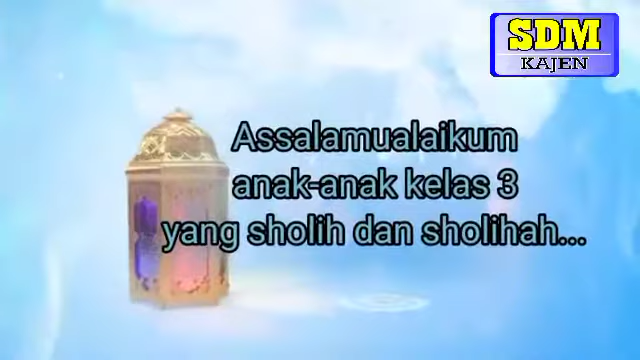 SDM
KAJEN
Assalamualaikum
anak-anak kelas 3
yang sholih dan sholihah...